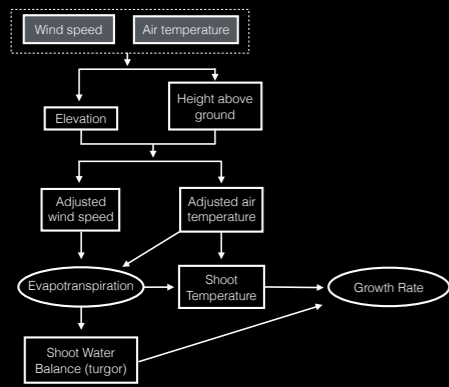 Wind speed
Air temperature
Elevation
Height above
ground
Adjusted
wind speed
Adjusted air
temperature
Evapotranspiration
Shoot
Temperature
Growth Rate
Shoot Water
Balance (turgor)